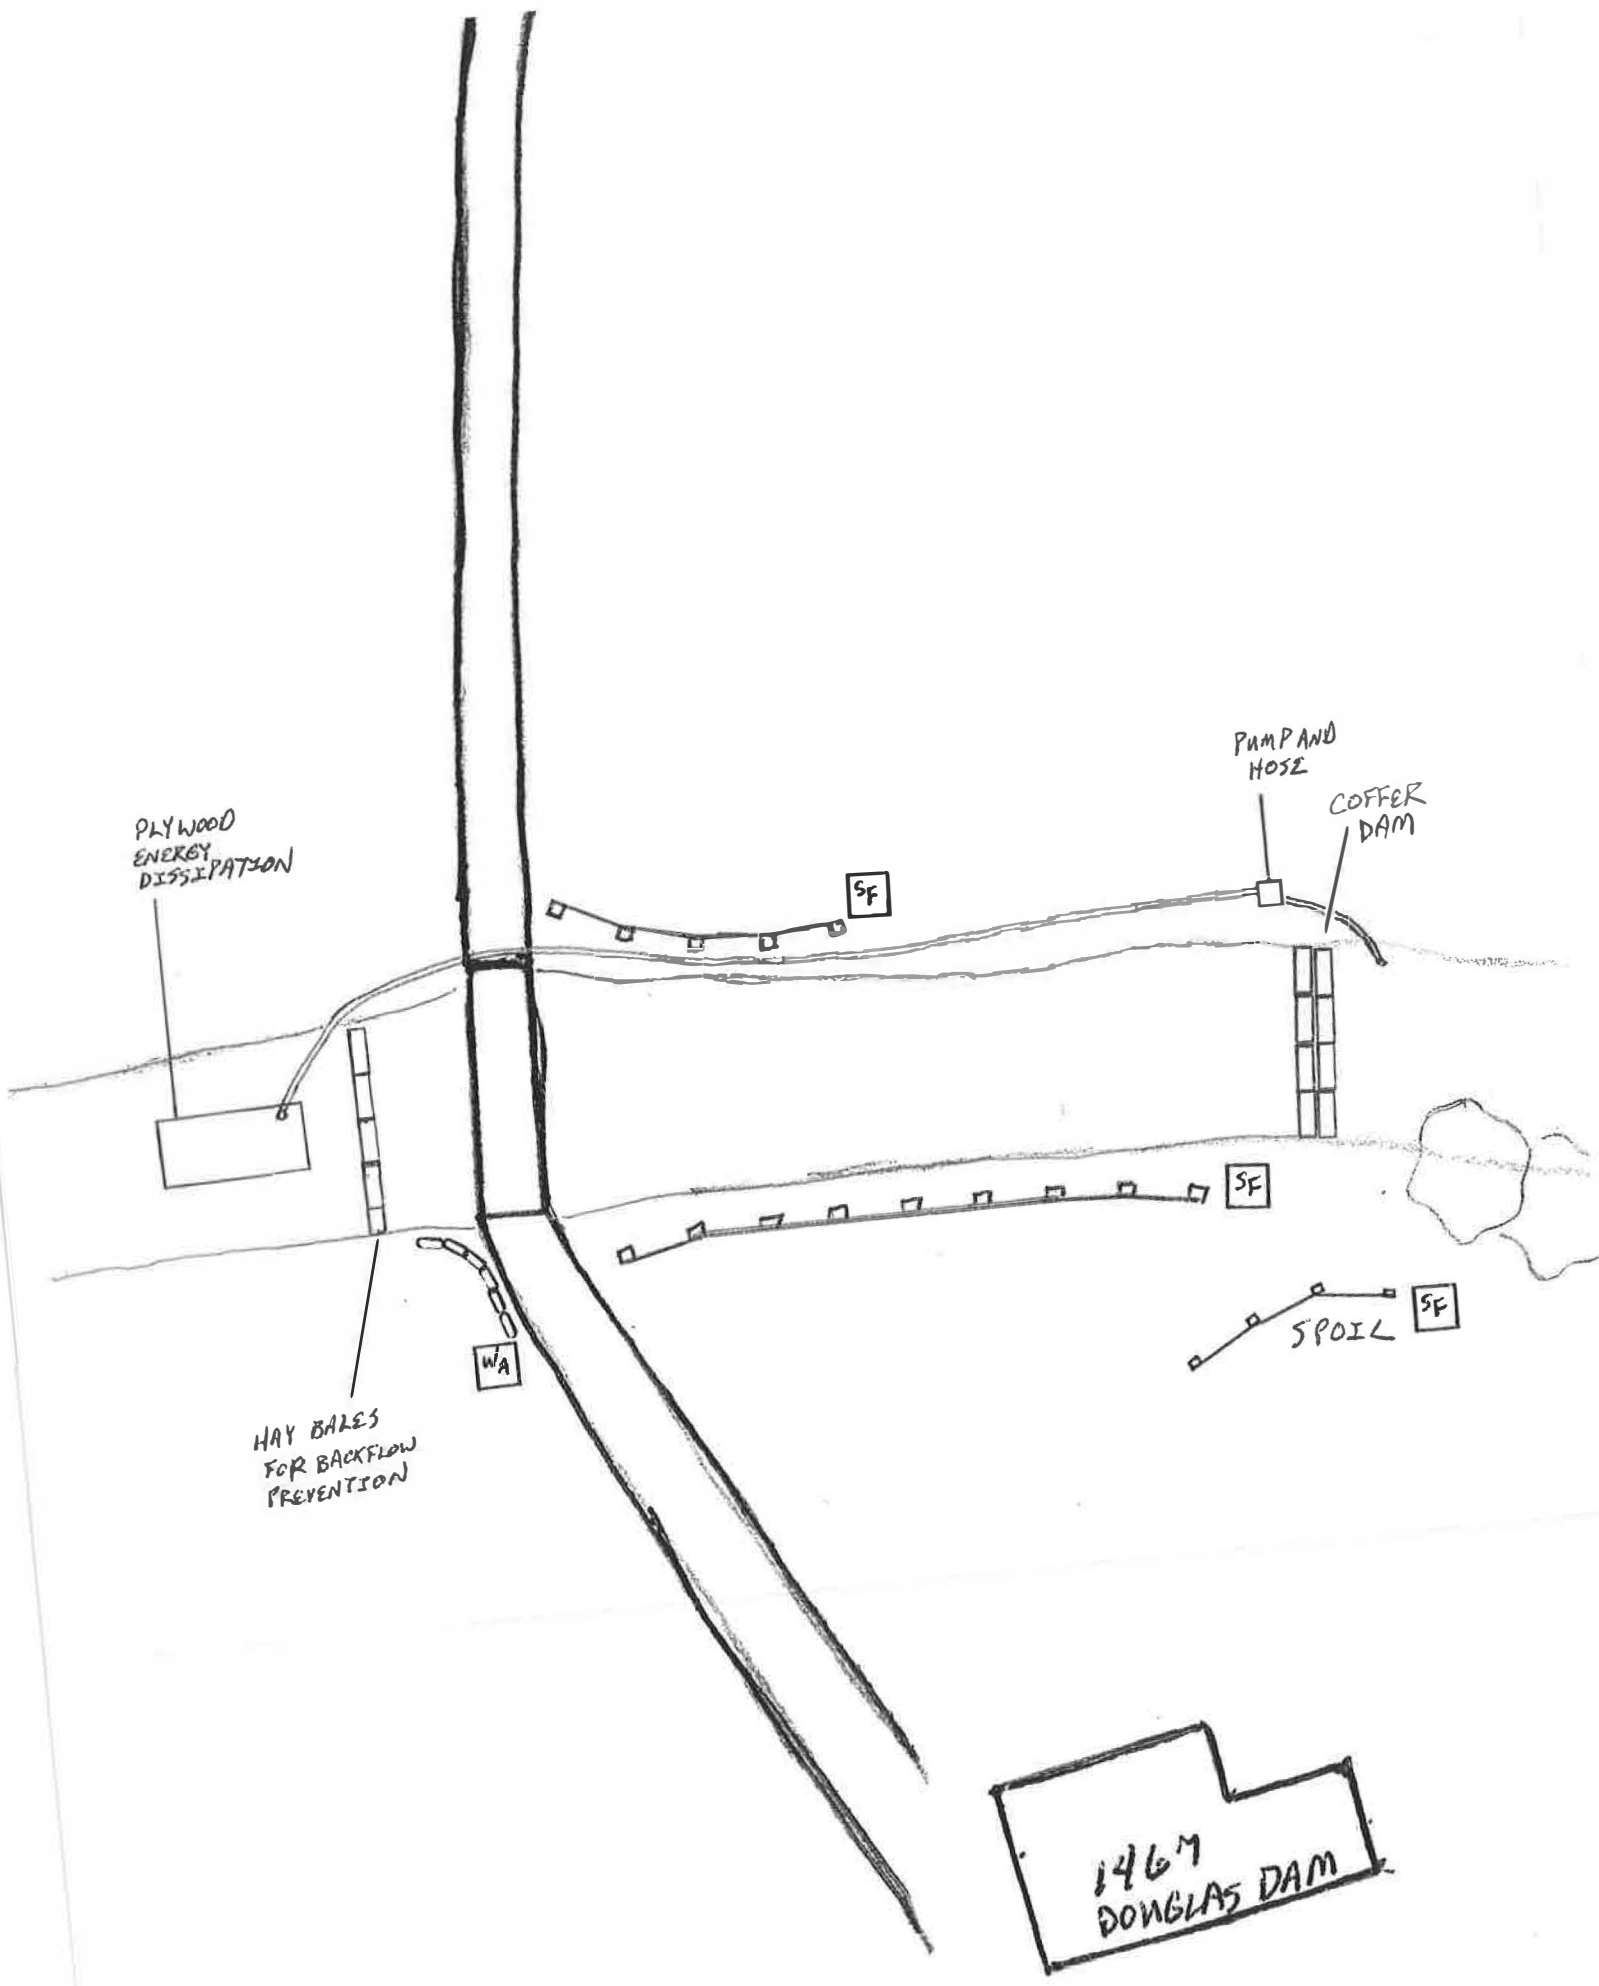 PUMP AND
HOSE
COFFER
DAM
PLYWOOD
ENERGY
DISSIPATION
SF
SF
SF
SPOIL
WA
HAY BALES
FOR BACKFLOW
PREVENTION
DOUGLAS DAM